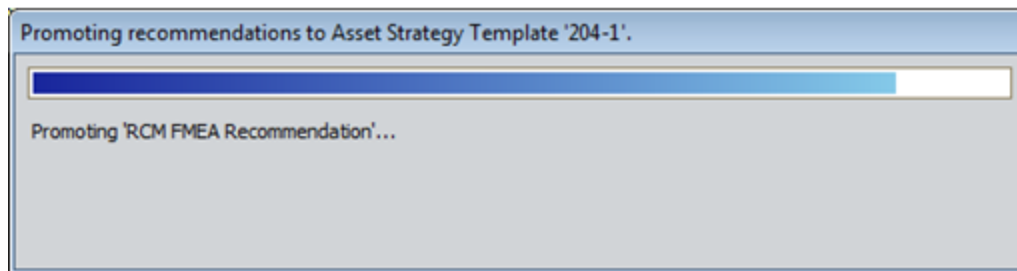 Promoting recommendations to Asset Strategy Template '204-1'.
Promoting 'RCM FMEA Recommendation'...